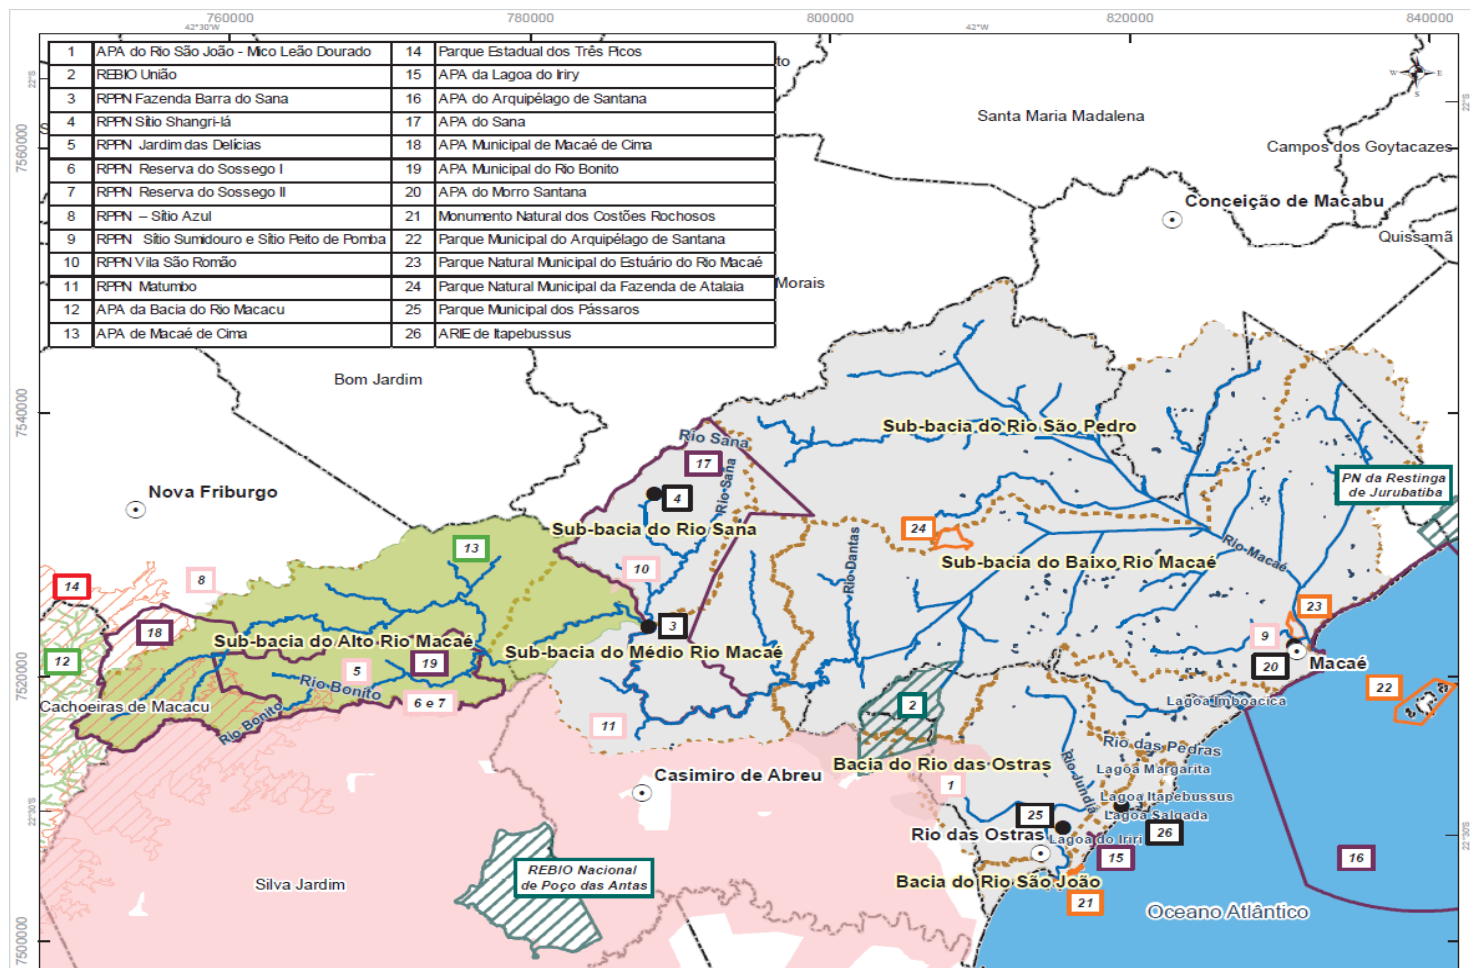 760000
780000
800000
820000
840000
42°30'W
42°W
1 APA do Rio São João - Mico Leão Dourado 14 Parque Estadual dos Três Picos
2 REBIO União 15 APA da Lagoa do Iriry
3 RPPN Fazenda Barra do Sana 16 APA do Arquipélago de Santana
4 RPPN Sítio Shangri-lá 17 APA do Sana
5 RPPN Jardim das Delícias 18 APA Municipal de Macaé de Cima
6 RPPN Reserva do Sossego I 19 APA Municipal do Rio Bonito
7 RPPN Reserva do Sossego II 20 APA do Morro Santana
8 RPPN – Sítio Azul 21 Monumento Natural dos Costões Rochosos
9 RPPN Sítio Sumidouro e Sítio Peito de Pomba 22 Parque Municipal do Arquipélago de Santana
10 RPPN Vila São Romão 23 Parque Natural Municipal do Estuário do Rio Macaé
11 RPPN Matumbo 24 Parque Natural Municipal da Fazenda de Atalaia
12 APA da Bacia do Rio Macacu 25 Parque Municipal dos Pássaros
13 APA de Macaé de Cima 26 ARIE de Itapebussus
to
N
W
E
S
22°S
22°S
7560000
7560000
S
Santa Maria Madalena
Campos dos Goytacazes
Conceição de Macabu
Quissamã
Morais
Bom Jardim
7540000
7540000
Sub-bacia do Rio São Pedro
Rio Sana
17
Rio Sana
4
PN da Restinga
de Jurubatiba
Nova Friburgo
Sub-bacia do Rio Sana
24
Rio Dantas
Rio Macaé
13
Sub-bacia do Baixo Rio Macaé
10
14
8
23
3
9
18
Sub-bacia do Alto Rio Macaé
Sub-bacia do Médio Rio Macaé
12
5
19
20
Macaé
7520000
7520000
Rio Bonito
22
6 e 7
2
Cachoeiras de Macacu
Lagoa Imboacica
Rio Bonito
11
Rio das Pedras
Bacia do Rio das Ostras
Lagoa Margarita
Casimiro de Abreu
1
Rio Jundiá
Lagoa Itapebussus
22°30'S
22°30'S
25
Lagoa Salgada
Rio das Ostras
26
Lagoa do Iriri
15
16
REBIO Nacional
de Poço das Antas
Silva Jardim
Bacia do Rio São João
21
Oceano Atlântico
7500000
7500000